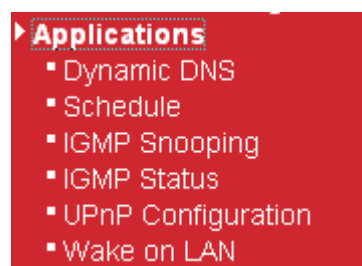 Applications
Dynamic DNS
Schedule
IGMP Snooping
IGMP Status
UPnP Configuration
Wake on LAN